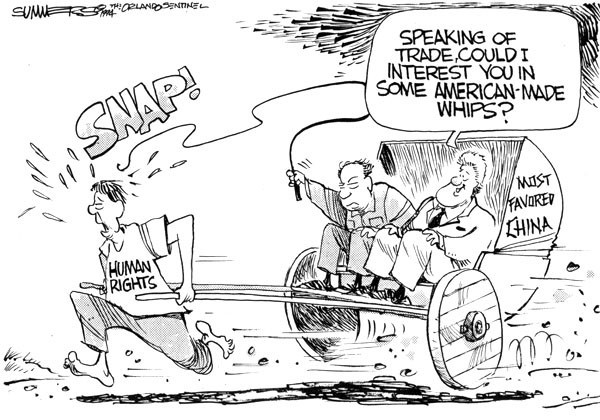 SUMMERS 1994 THE ORLANDO SENTINEL
SNAP!
SPEAKING OF
TRADE, COULD I
INTEREST YOU IN
SOME AMERICAN-MADE
WHIPS?
MOST
FAVORED
CHINA
HUMAN
RIGHTS